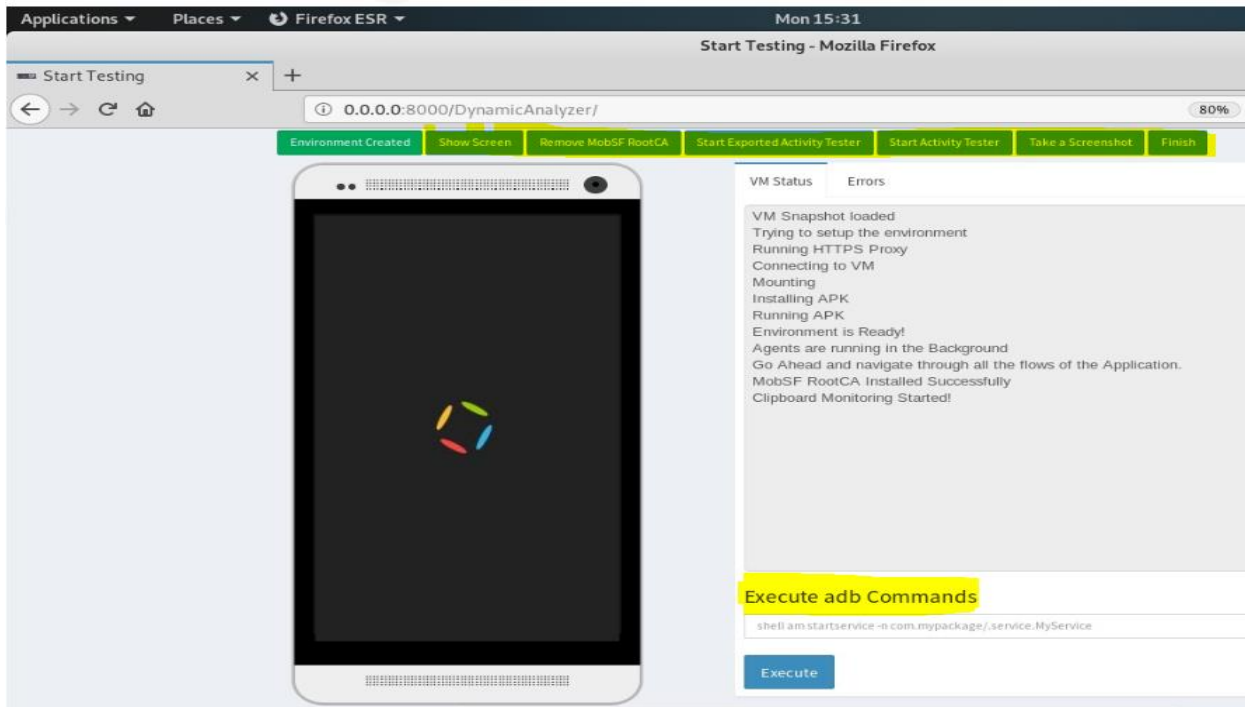 Applications Places Firefox ESR Mon 15:31
Start Testing - Mozilla Firefox
Start Testing
0.0.0.0:8000/DynamicAnalyzer/ 80%
Environment Created Show Screen Remove MobSF RootCA Start Exported Activity Tester Start Activity Tester Take a Screenshot Finish
VM Status Errors
VM Snapshot loaded
Trying to setup the environment
Running HTTPS Proxy
Connecting to VM
Mounting
Installing APK
Running APK
Environment is Ready!
Agents are running in the Background
Go Ahead and navigate through all the flows of the Application.
MobSF RootCA Installed Successfully
Clipboard Monitoring Started!
Execute adb Commands
shell am startservice -n com.mypackage/.service.MyService
Execute